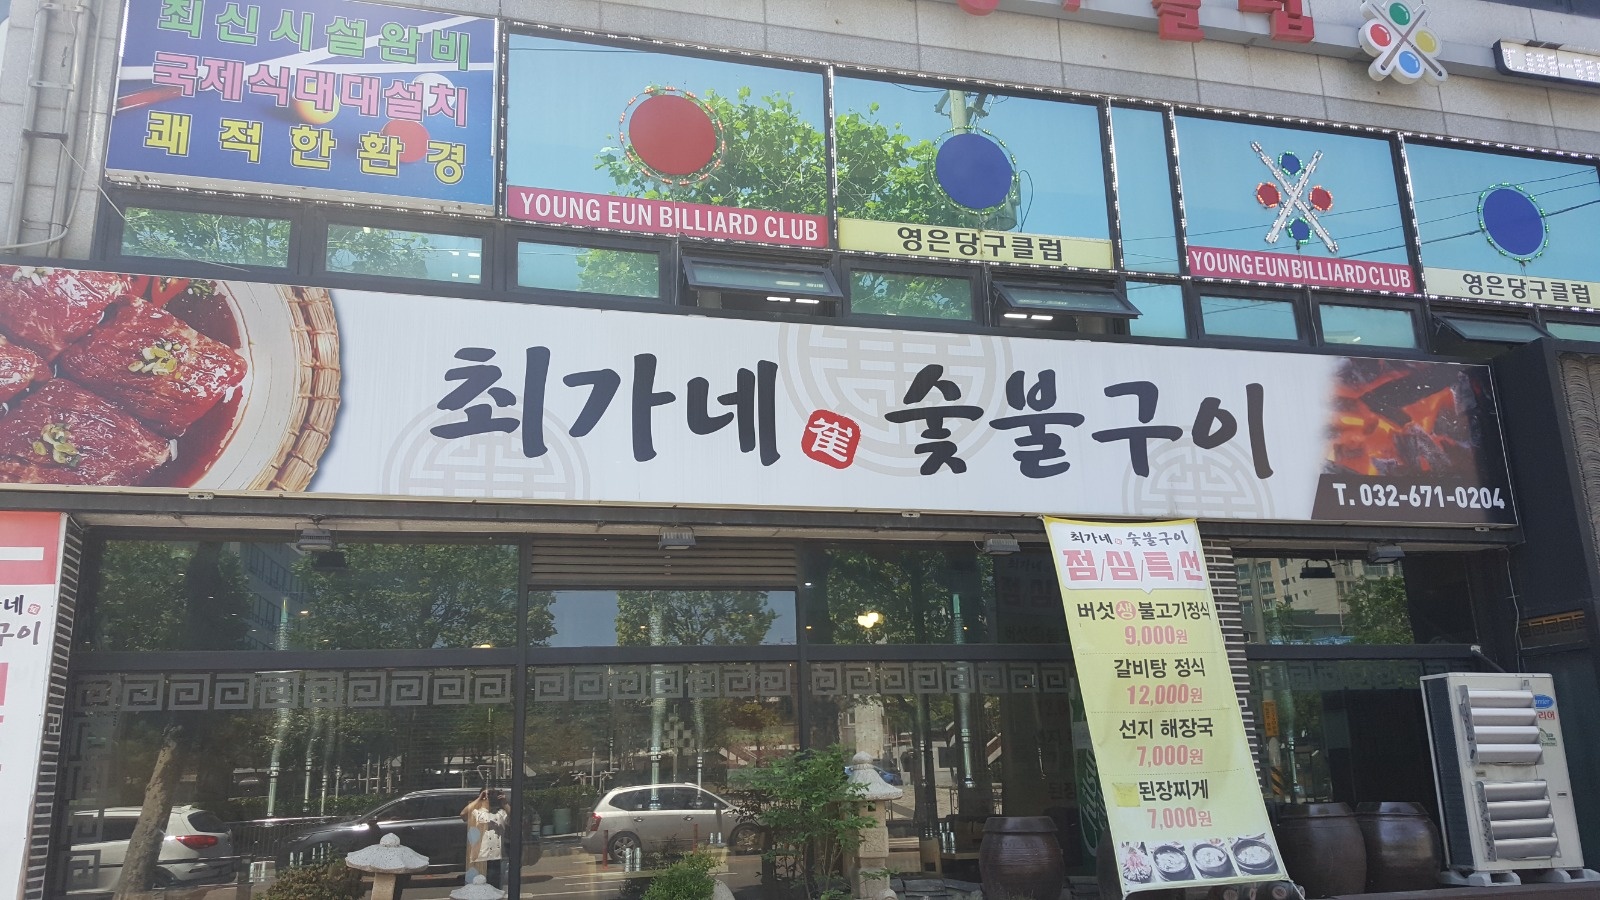 최신시설완비
국제식대대설치
쾌적한환경
YOUNG EUN BILLIARD CLUB
영은당구클럽
YOUNG EUN BILLIARD CLUB
영은당구클럽
최가네 崔 숯불구이
T. 032-671-0204
최가네 숯불구이
점/심/특선
버섯생불고기정식
9,000원
갈비탕 정식
12,000원
선지 해장국
7,000원
된장찌게
7,000원
네
구이